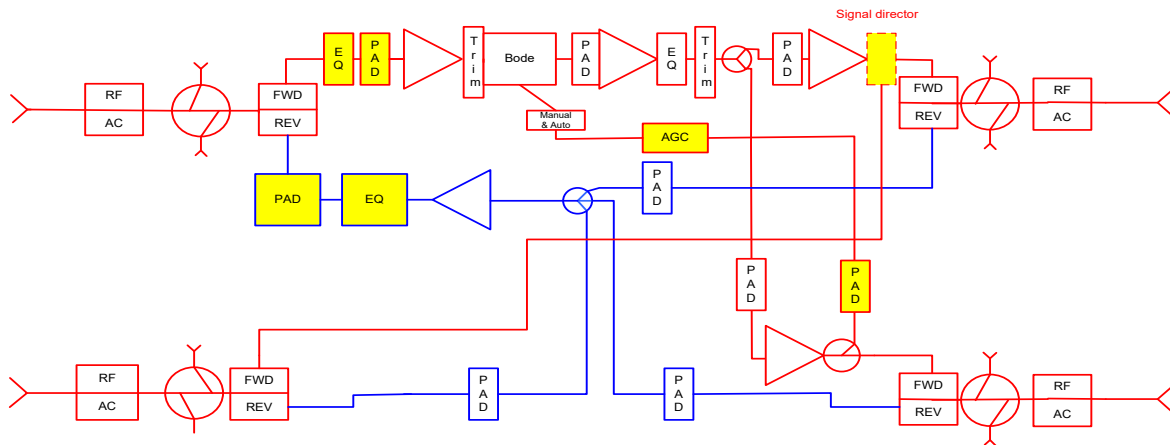 Signal director
E
Q
P
A
D
T
r
i
m
Bode
P
A
D
E
Q
T
r
i
m
P
A
D
RF
AC
FWD
REV
FWD
REV
RF
AC
Manual
& Auto
AGC
PAD
EQ
P
A
D
P
A
D
P
A
D
RF
AC
FWD
REV
P
A
D
P
A
D
FWD
REV
RF
AC